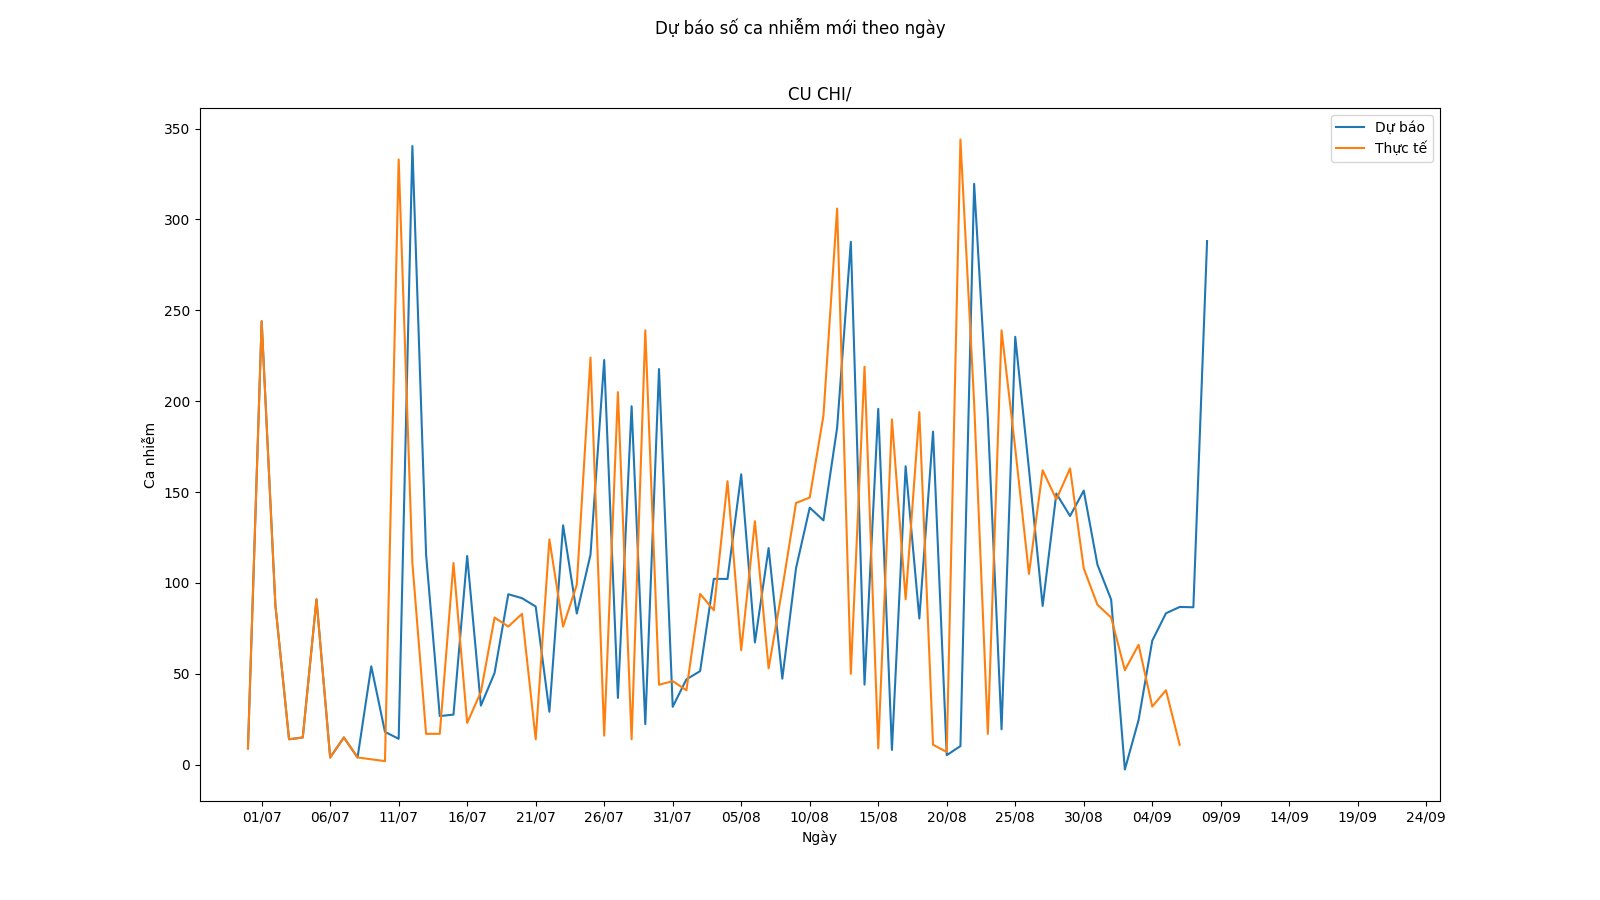 Dự báo số ca nhiễm mới theo ngày
CU CHI/
Dự báo
Thực tế
Ca nhiễm
350
300
250
200
150
100
50
0
01/07 06/07 11/07 16/07 21/07 26/07 31/07 05/08 10/08 15/08 20/08 25/08 30/08 04/09 09/09 14/09 19/09 24/09
Ngày